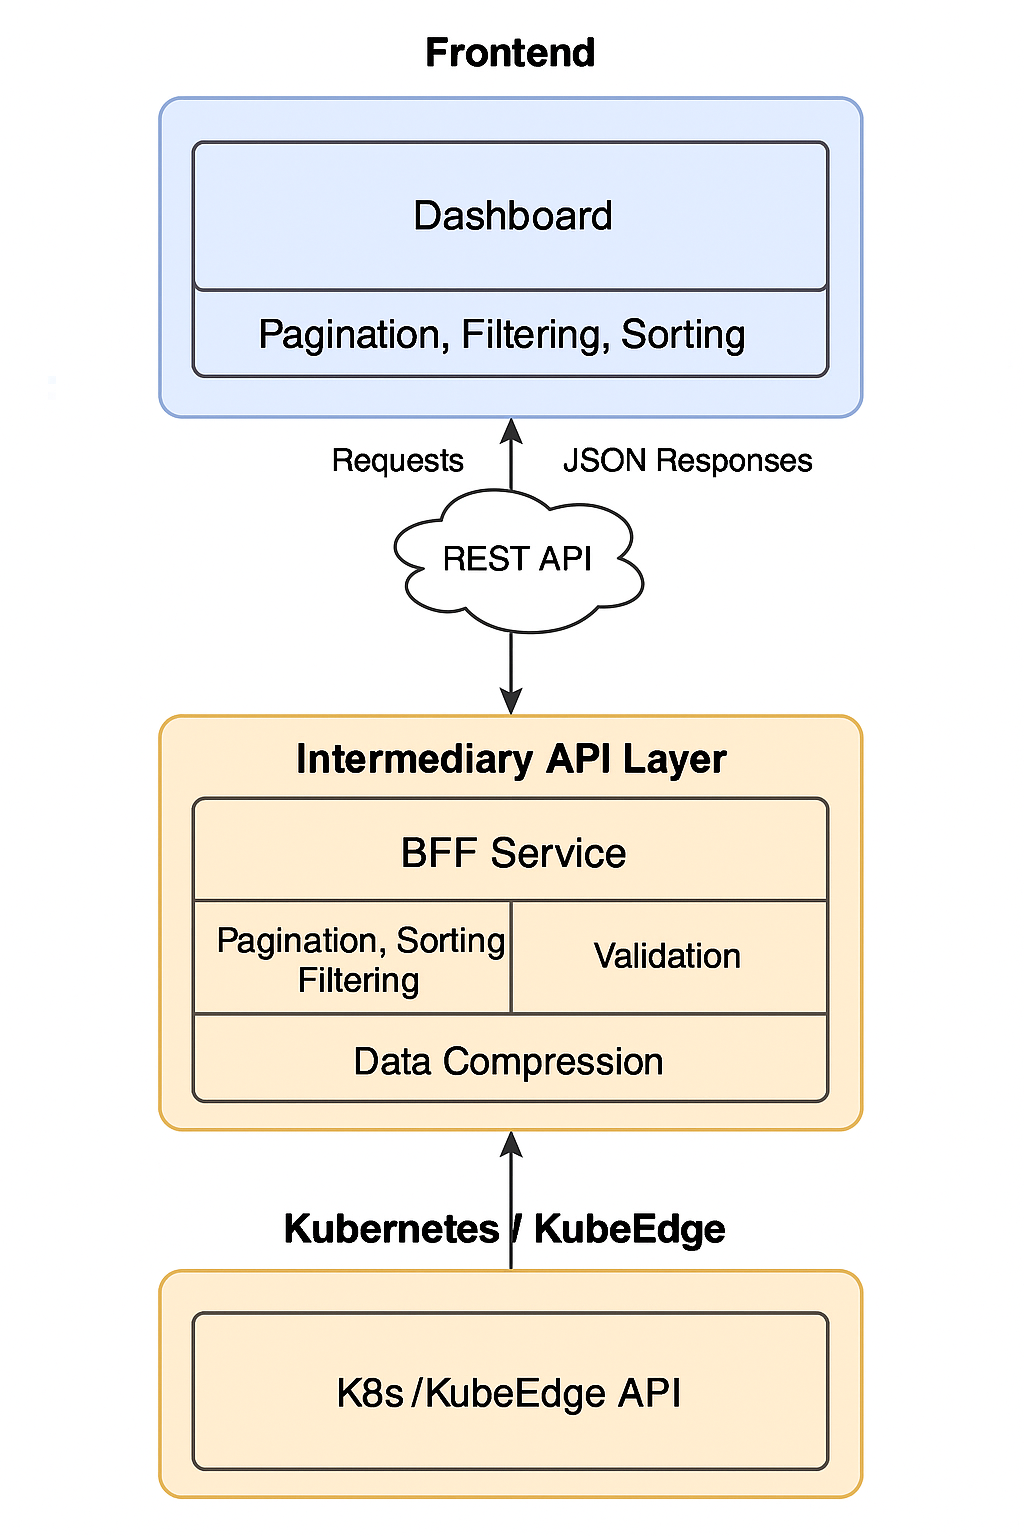 Frontend
Dashboard
Pagination, Filtering, Sorting
Requests
JSON Responses
REST API
Intermediary API Layer
BFF Service
Pagination, Sorting
Filtering
Validation
Data Compression
Kubernetes / KubeEdge
K8s/KubeEdge API